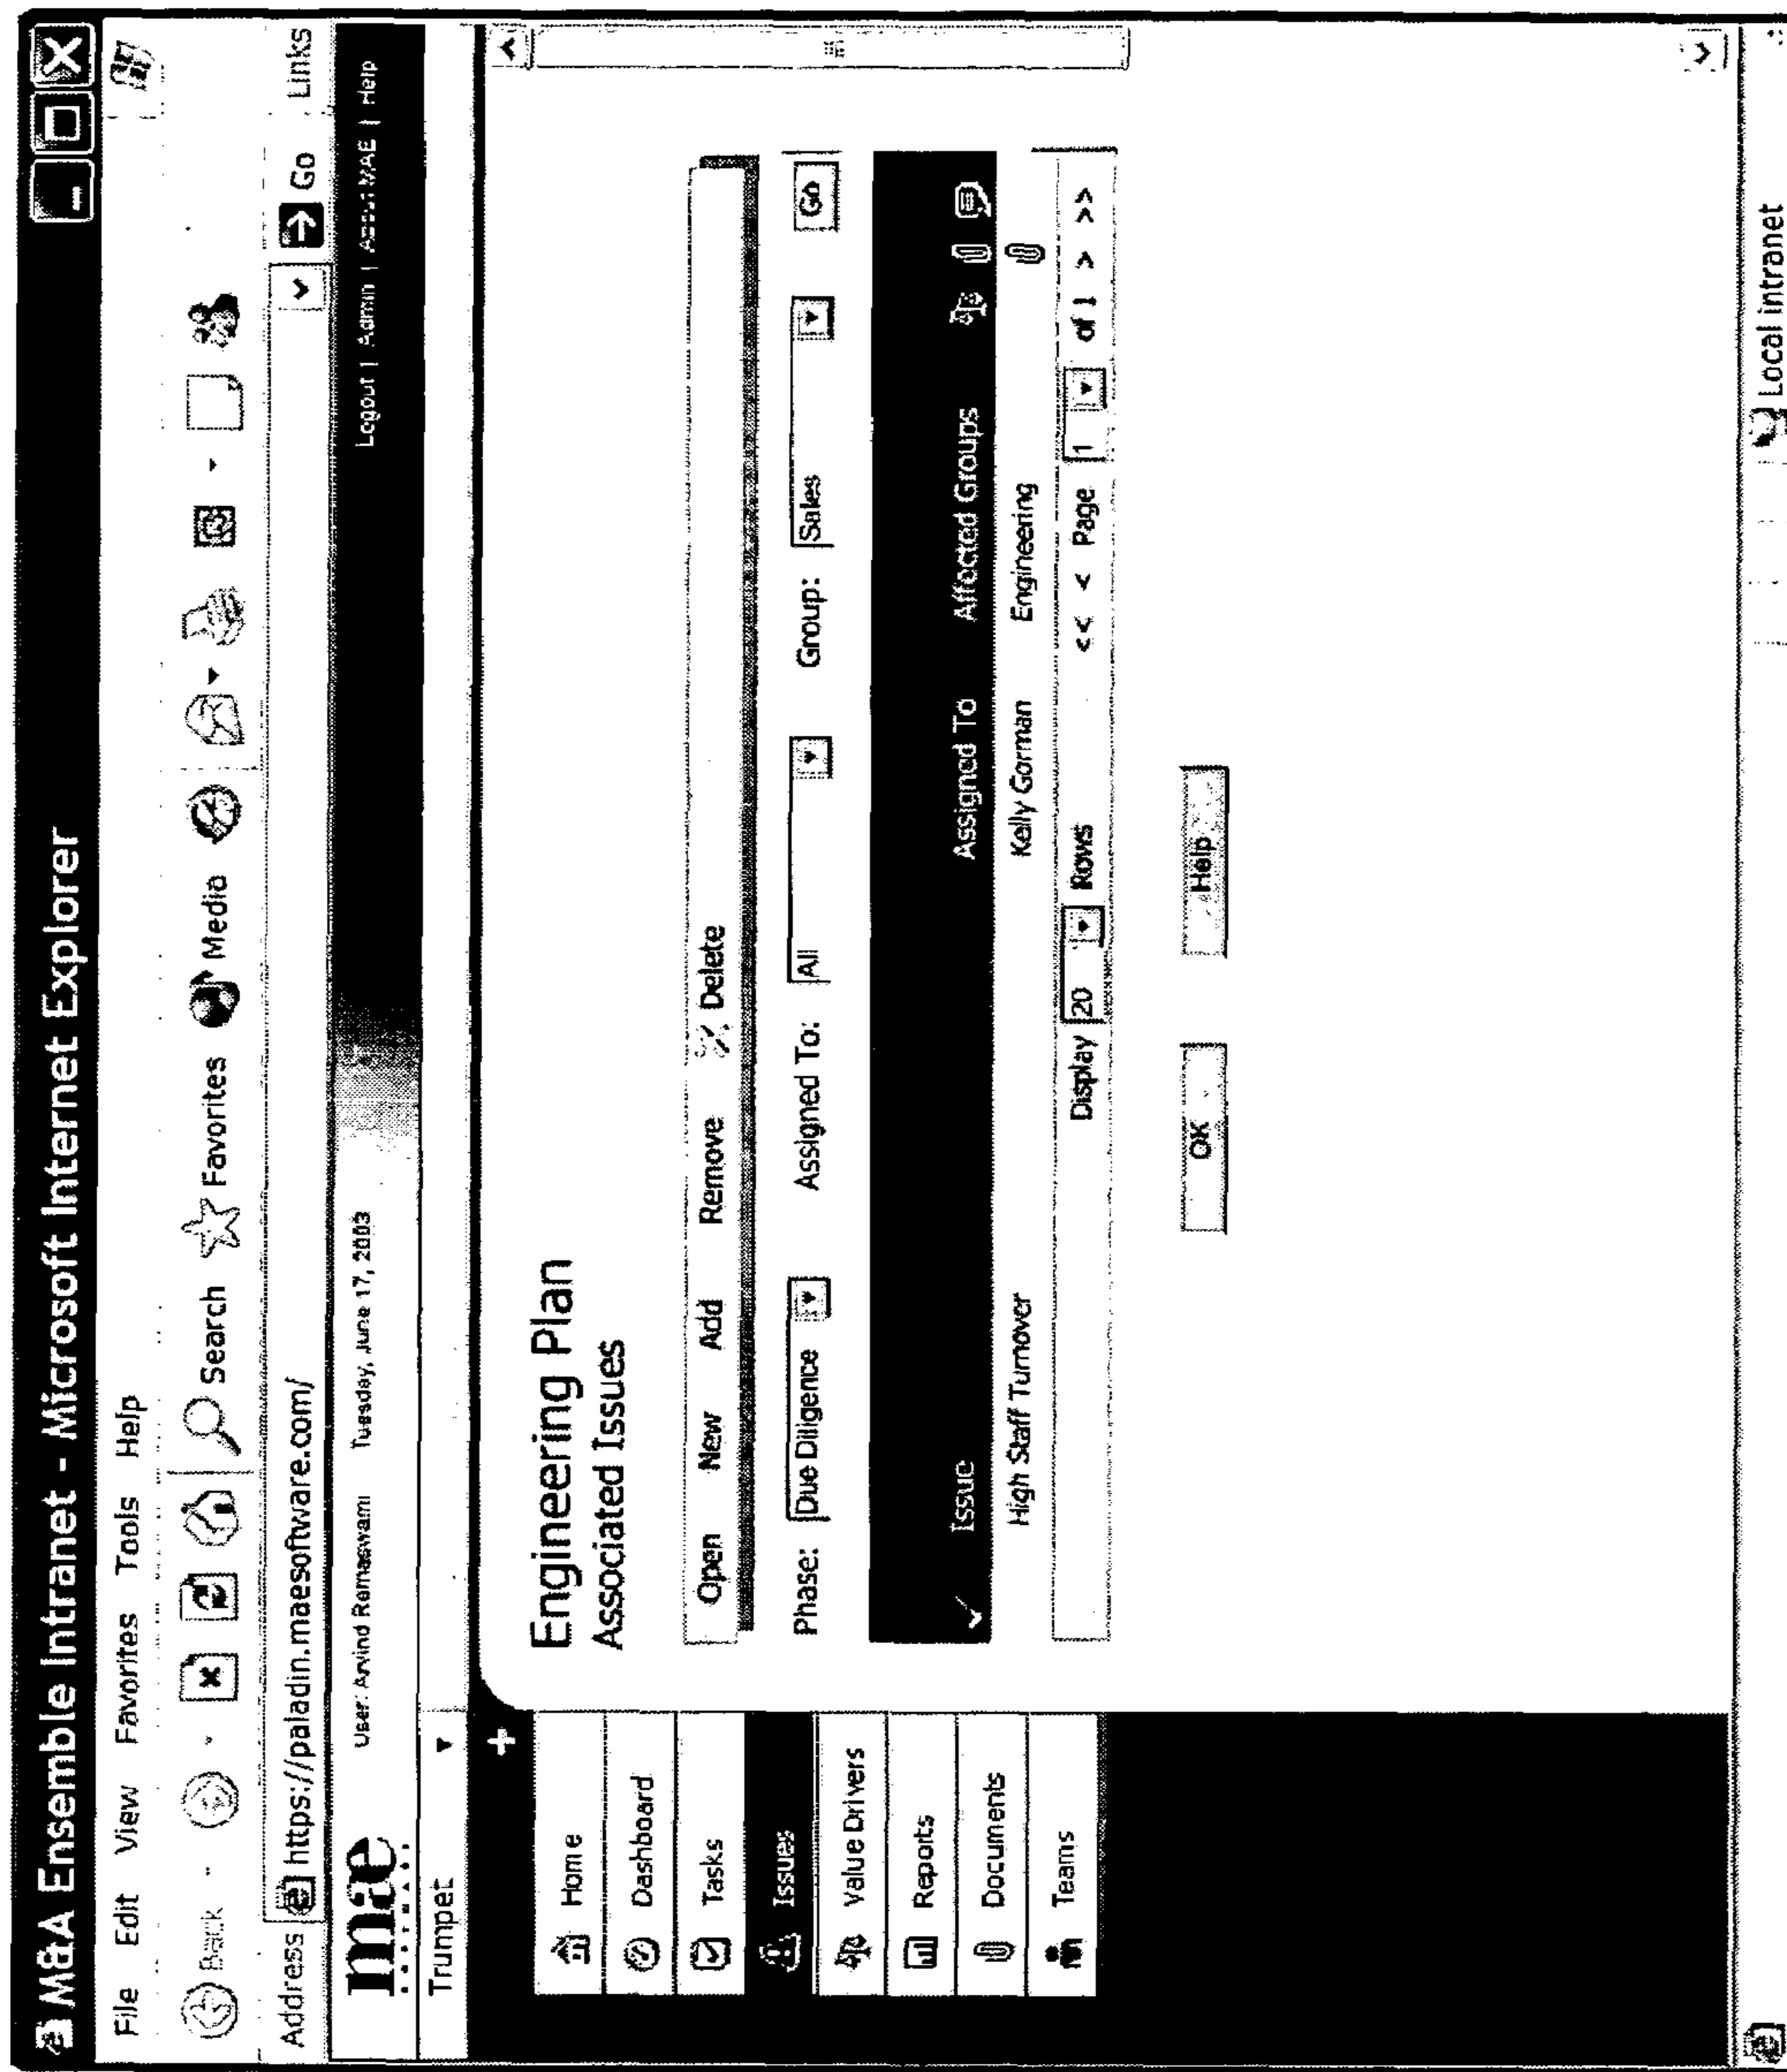 M&A Ensemble Intranet - Microsoft Internet Explorer
File Edit View Favorites Tools Help
Back Search Favorites Media
Address https://paladin.maesoftware.com/ Go Links
mae User: Arvind Ramaswami Tuesday, June 17, 2003 Logout | Admin | About MAE | Help
SOFTWARE
Trumpet
Home
Dashboard
Tasks
Issues
Value Drivers
Reports
Documents
Teams
Engineering Plan
Associated Issues
Open New Add Remove Delete
Phase: Due Diligence Assigned To: All Group: Sales Go
Issue Assigned To Affected Groups
High Staff Turnover Kelly Gorman Engineering
Display 20 Rows << < Page 1 of 1 > >>
OK Help
Local intranet